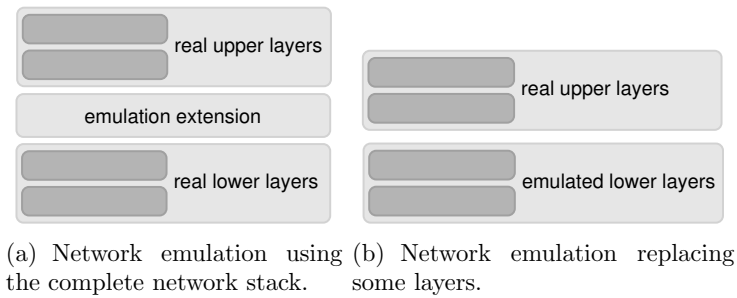 real upper layers
emulation extension
real lower layers
real upper layers
emulated lower layers
(a) Network emulation using
the complete network stack.
(b) Network emulation replacing
some layers.